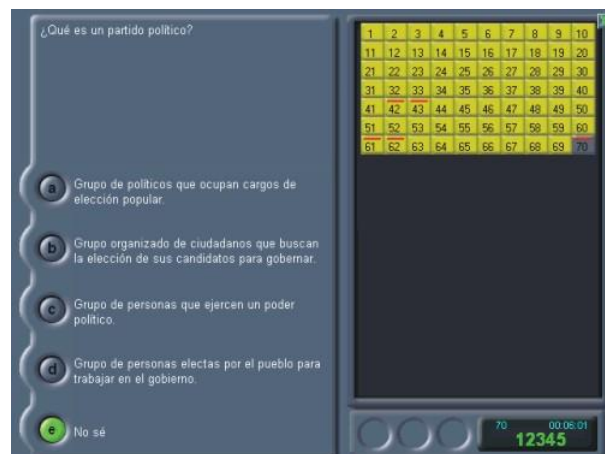 ¿Qué es un partido político?
a Grupo de políticos que ocupan cargos de
elección popular.
b Grupo organizado de ciudadanos que buscan
la elección de sus candidatos para gobernar.
c Grupo de personas que ejercen un poder
político.
d Grupo de personas electas por el pueblo para
trabajar en el gobierno.
e No sé
1 2 3 4 5 6 7 8 9 10
11 12 13 14 15 16 17 18 19 20
21 22 23 24 25 26 27 28 29 30
31 32 33 34 35 36 37 38 39 40
41 42 43 44 45 46 47 48 49 50
51 52 53 54 55 56 57 58 59 60
61 62 63 64 65 66 67 68 69 70
70 00:06:01
12345